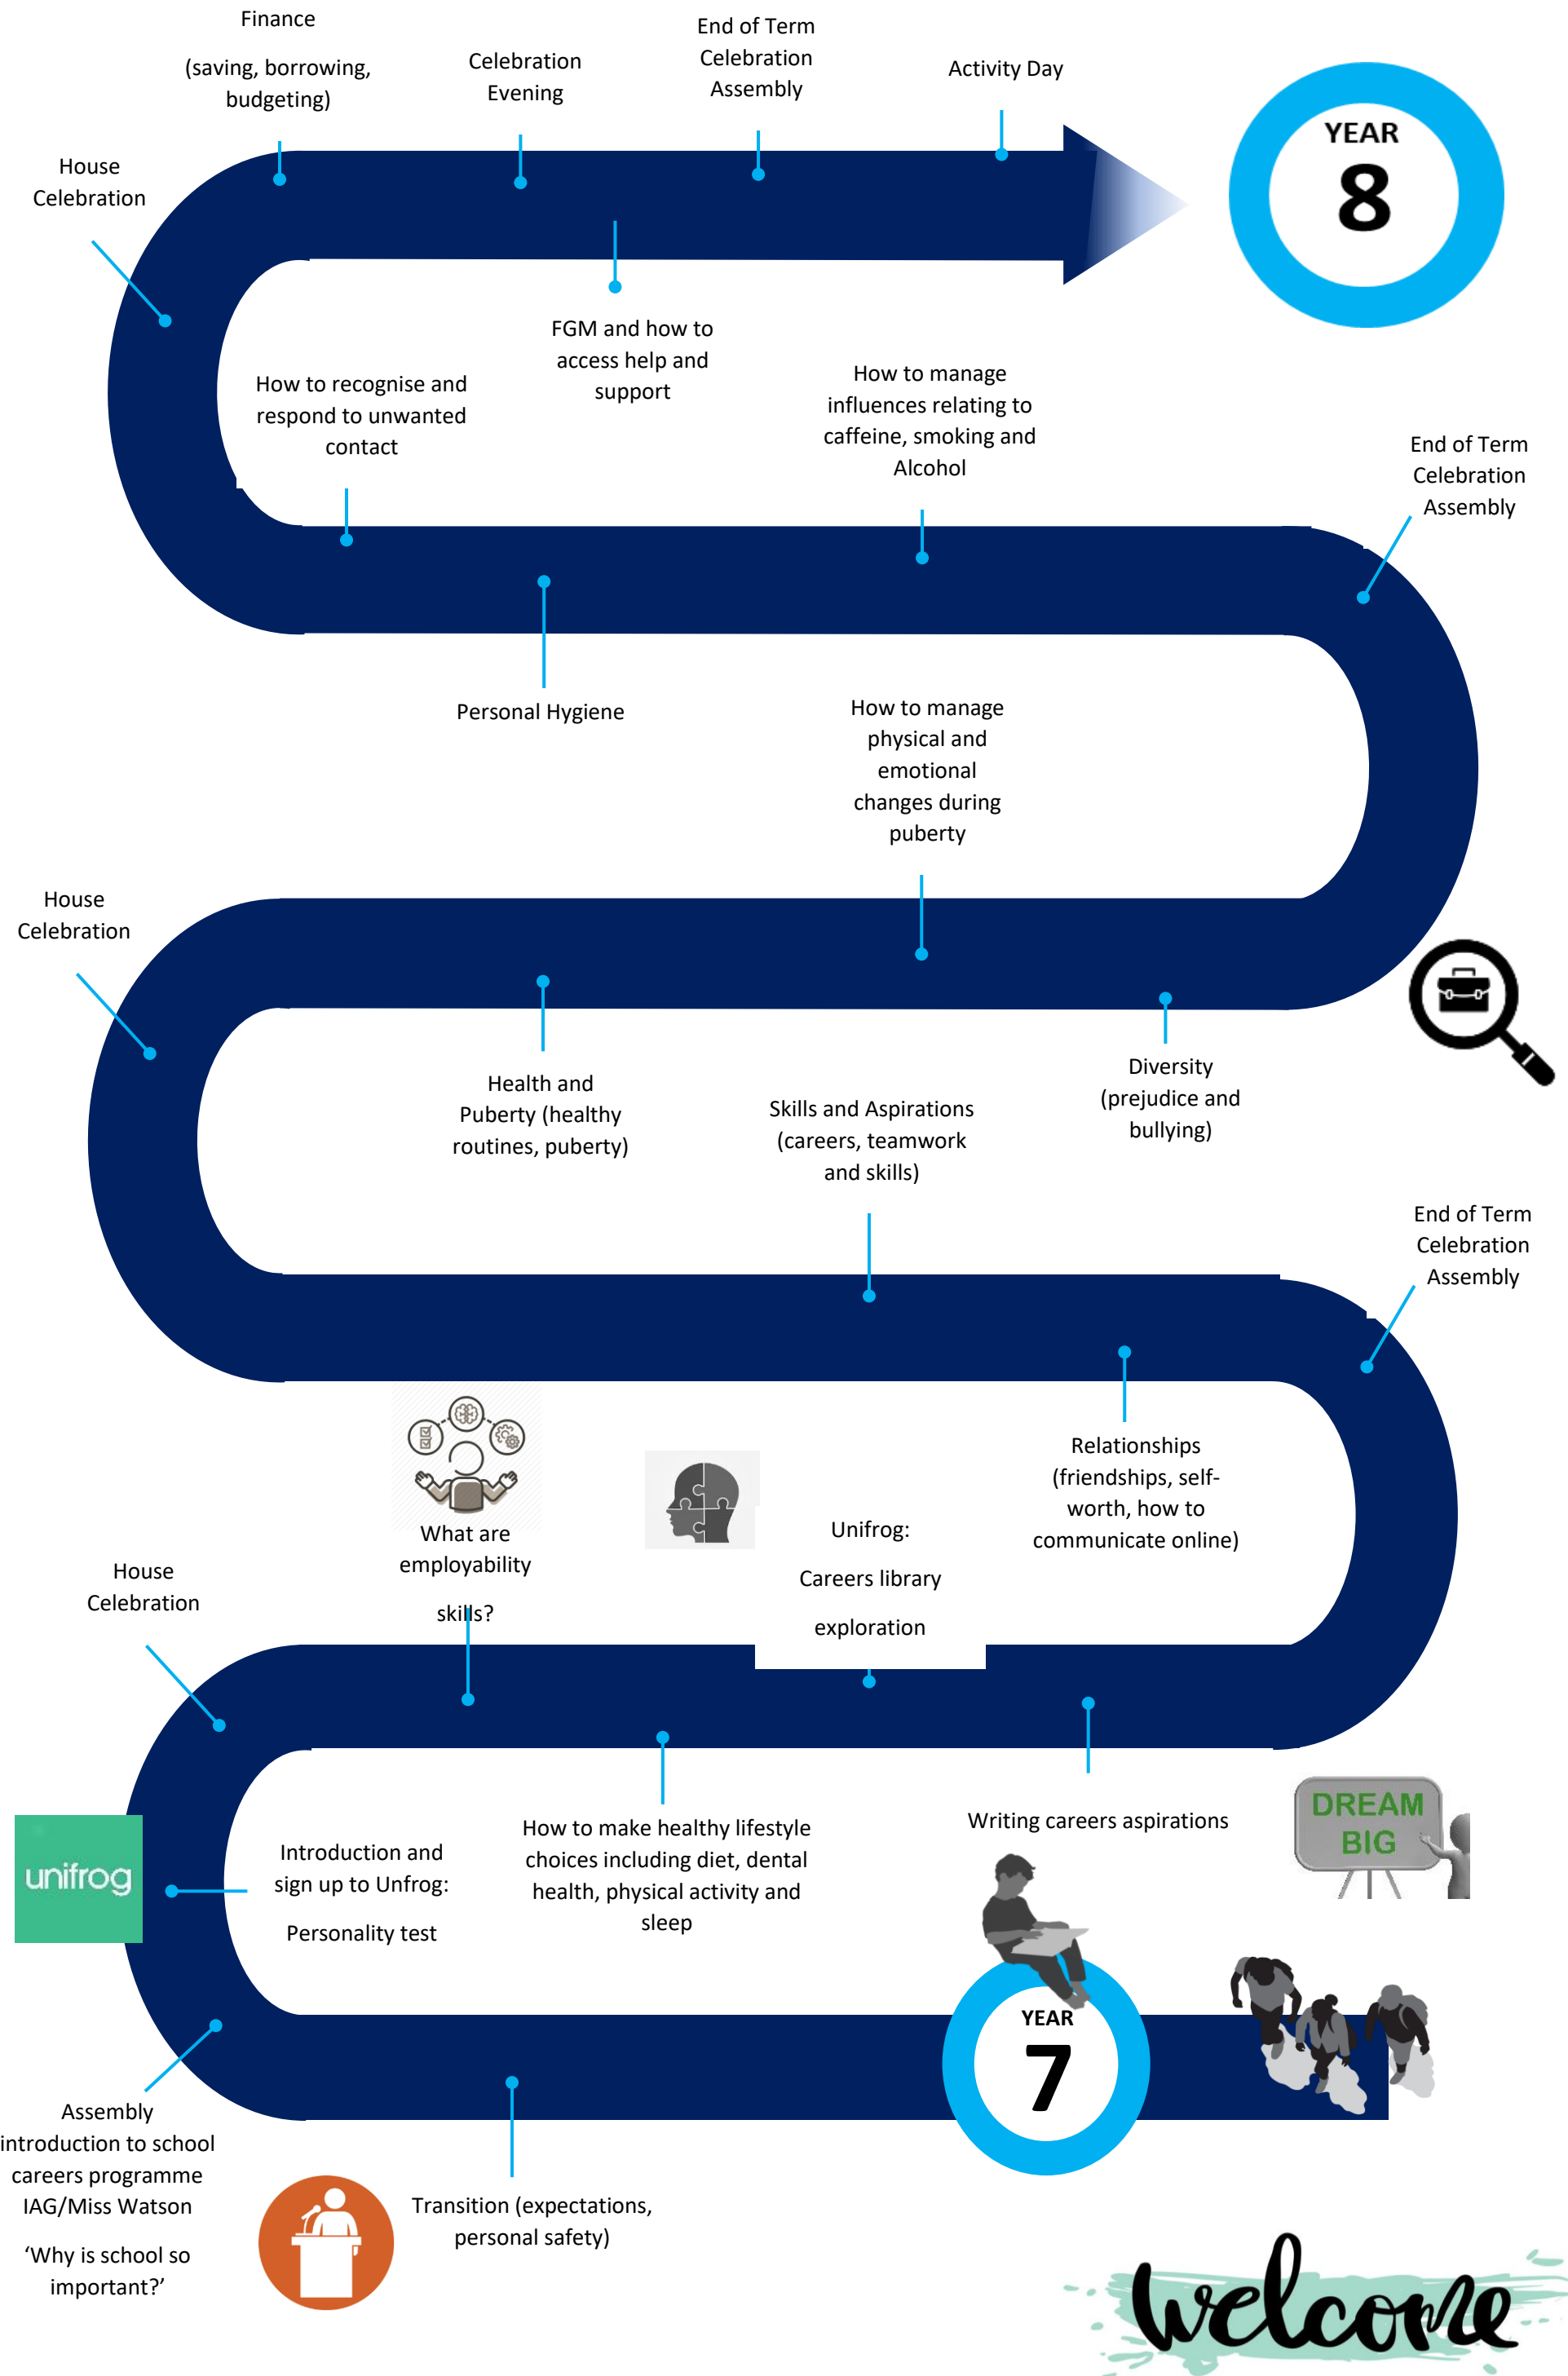 Finance
(saving, borrowing,
budgeting)
Celebration
Evening
End of Term
Celebration
Assembly
Activity Day
YEAR
8
House
Celebration
FGM and how to
access help and
support
How to recognise and
respond to unwanted
contact
How to manage
influences relating to
caffeine, smoking and
Alcohol
End of Term
Celebration
Assembly
Personal Hygiene
How to manage
physical and
emotional
changes during
puberty
House
Celebration
Health and
Puberty (healthy
routines, puberty)
Skills and Aspirations
(careers, teamwork
and skills)
Diversity
(prejudice and
bullying)
End of Term
Celebration
Assembly
Relationships
(friendships, self-
worth, how to
communicate online)
What are
employability
skills?
Unifrog:
Careers library
exploration
House
Celebration
unifrog
Introduction and
sign up to Unfrog:
Personality test
How to make healthy lifestyle
choices including diet, dental
health, physical activity and
sleep
Writing careers aspirations
DREAM
BIG
YEAR
7
Assembly
introduction to school
careers programme
IAG/Miss Watson
‘Why is school so
important?’
Transition (expectations,
personal safety)
welcome